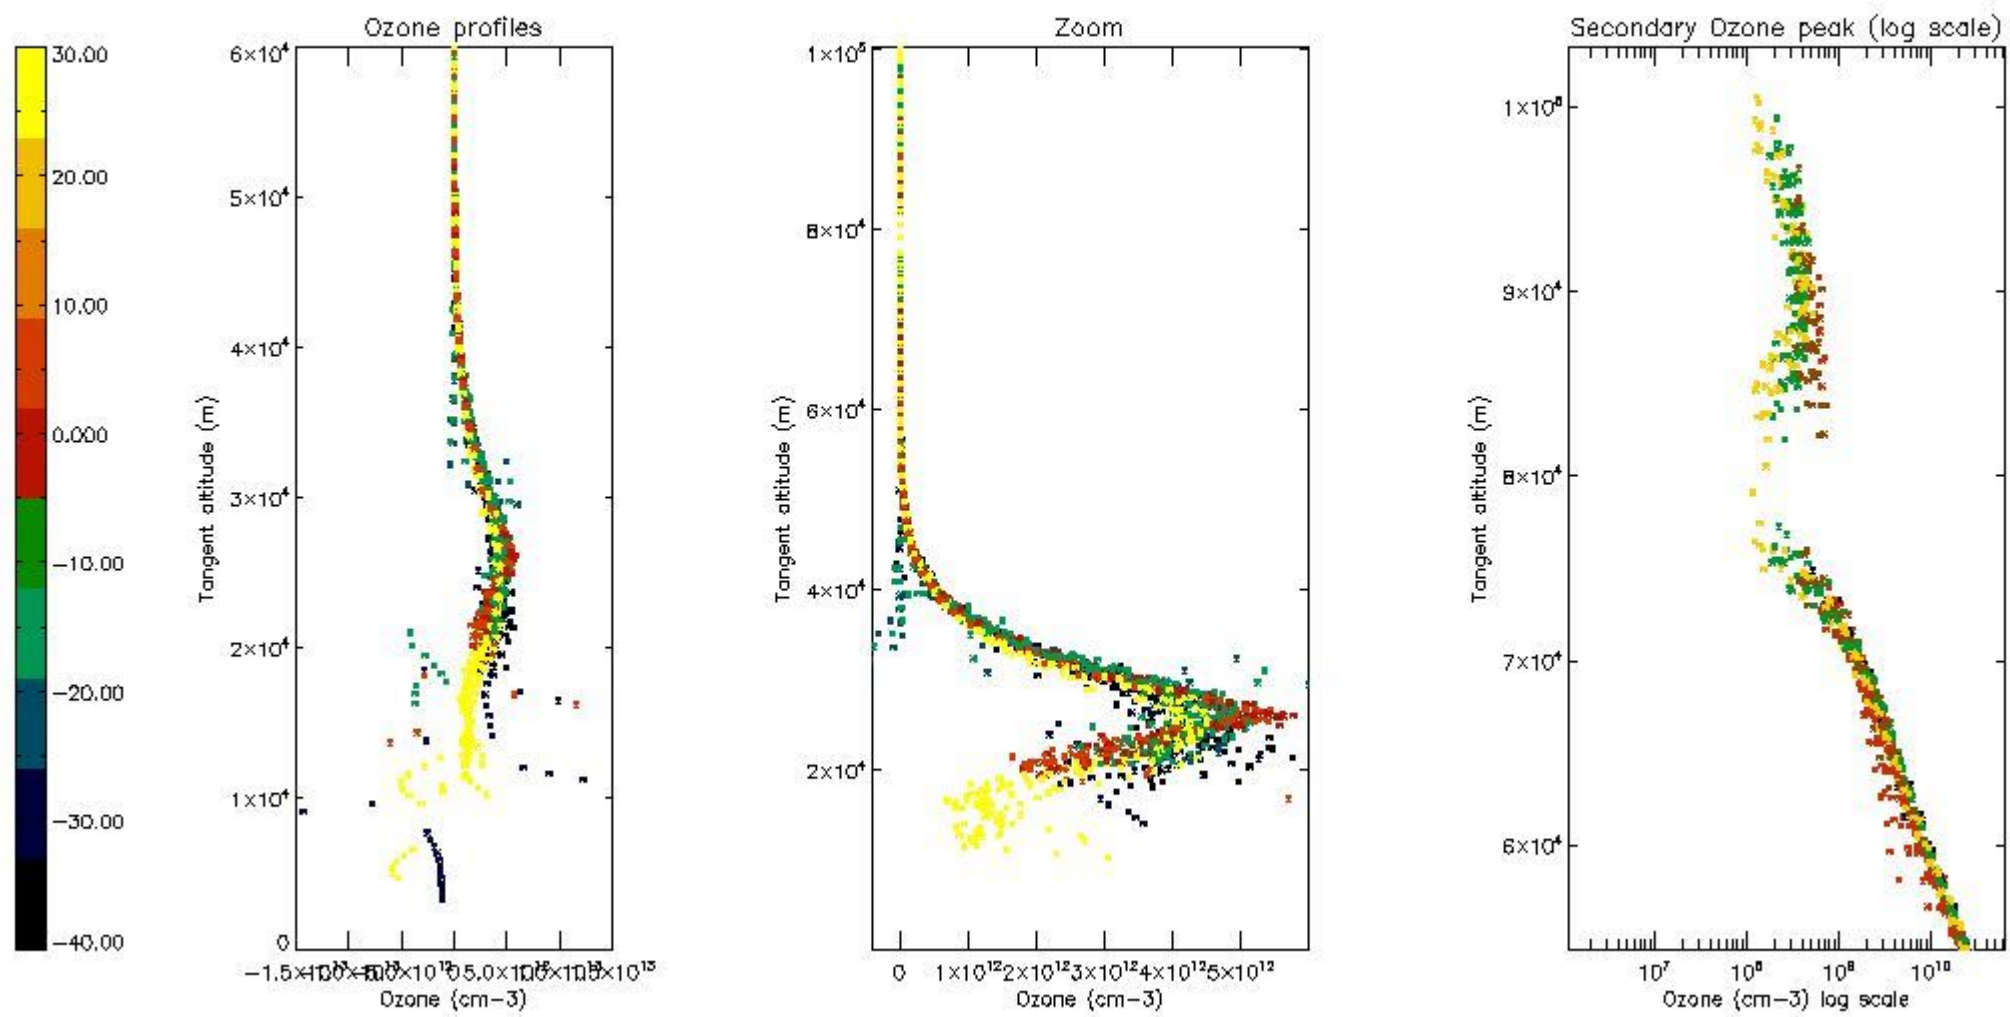 Ozone profiles
Zoom
Secondary Ozone peak (log scale)
30.00
20.00
10.00
0.000
-10.00
-20.00
-30.00
-40.00
Tangent altitude (m)
6×10⁴
5×10⁴
4×10⁴
3×10⁴
2×10⁴
1×10⁴
0
Ozone (cm-3)
Tangent altitude (m)
1×10⁵
8×10⁴
6×10⁴
4×10⁴
2×10⁴
0 1×10¹² 2×10¹² 3×10¹² 4×10¹² 5×10¹²
Ozone (cm-3)
Tangent altitude (m)
1×10⁵
9×10⁴
8×10⁴
7×10⁴
6×10⁴
10⁷ 10⁸ 10⁹ 10¹⁰
Ozone (cm-3) log scale